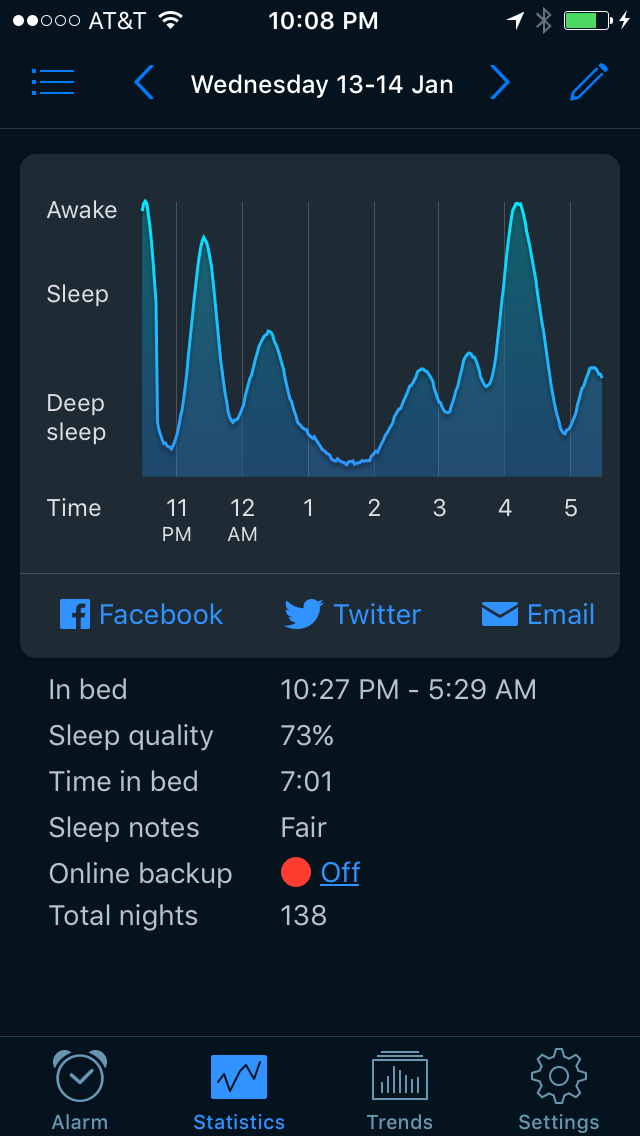 AT&T 10:08 PM
Wednesday 13-14 Jan
Awake
Sleep
Deep
sleep
Time 11 12 1 2 3 4 5
PM AM
Facebook Twitter Email
In bed 10:27 PM - 5:29 AM
Sleep quality 73%
Time in bed 7:01
Sleep notes Fair
Online backup Off
Total nights 138
Alarm Statistics Trends Settings